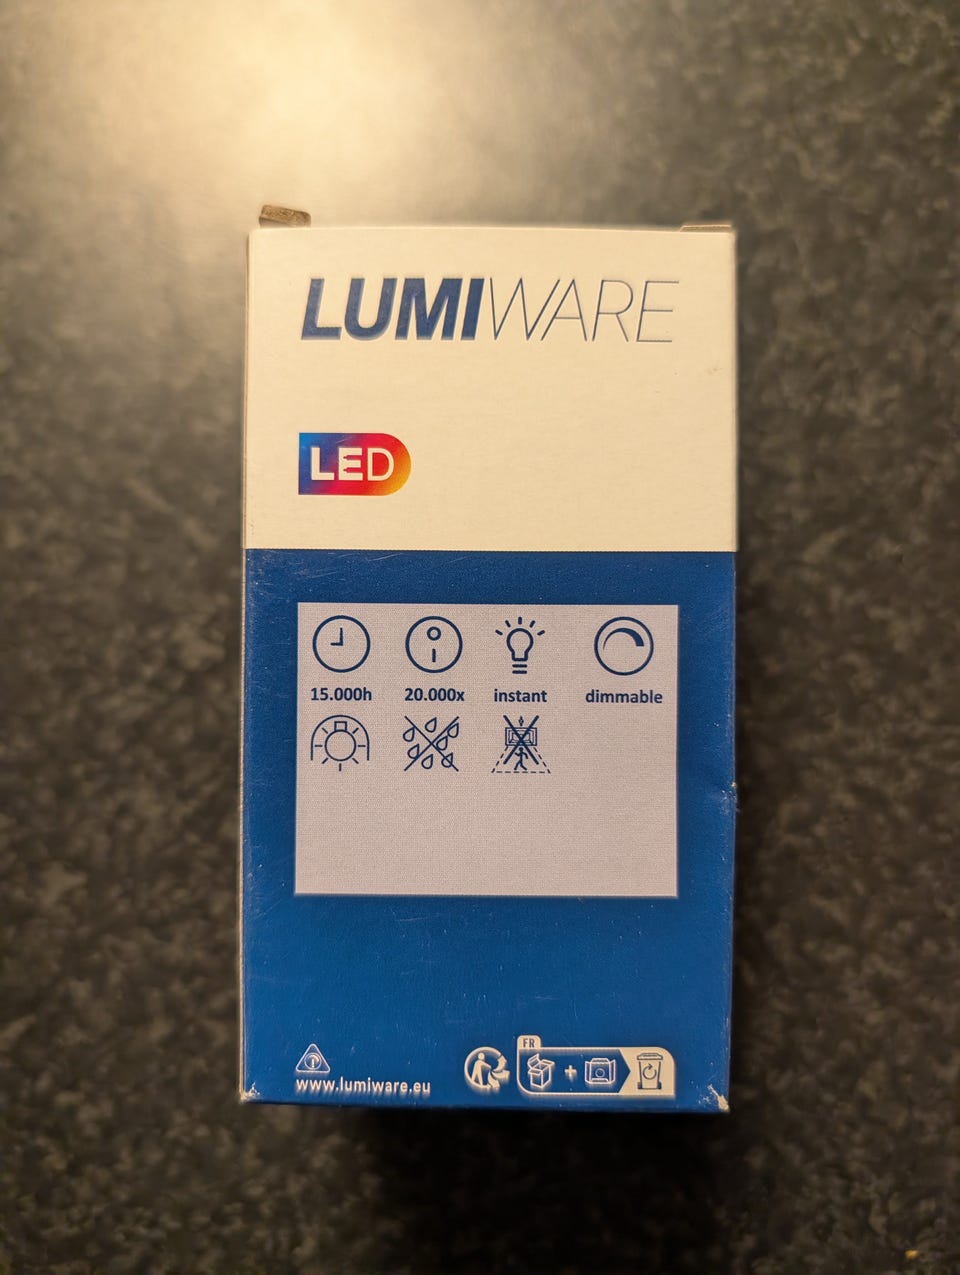 LUMIWARE
LED
15.000h 20.000x instant dimmable
FR
www.lumiware.eu